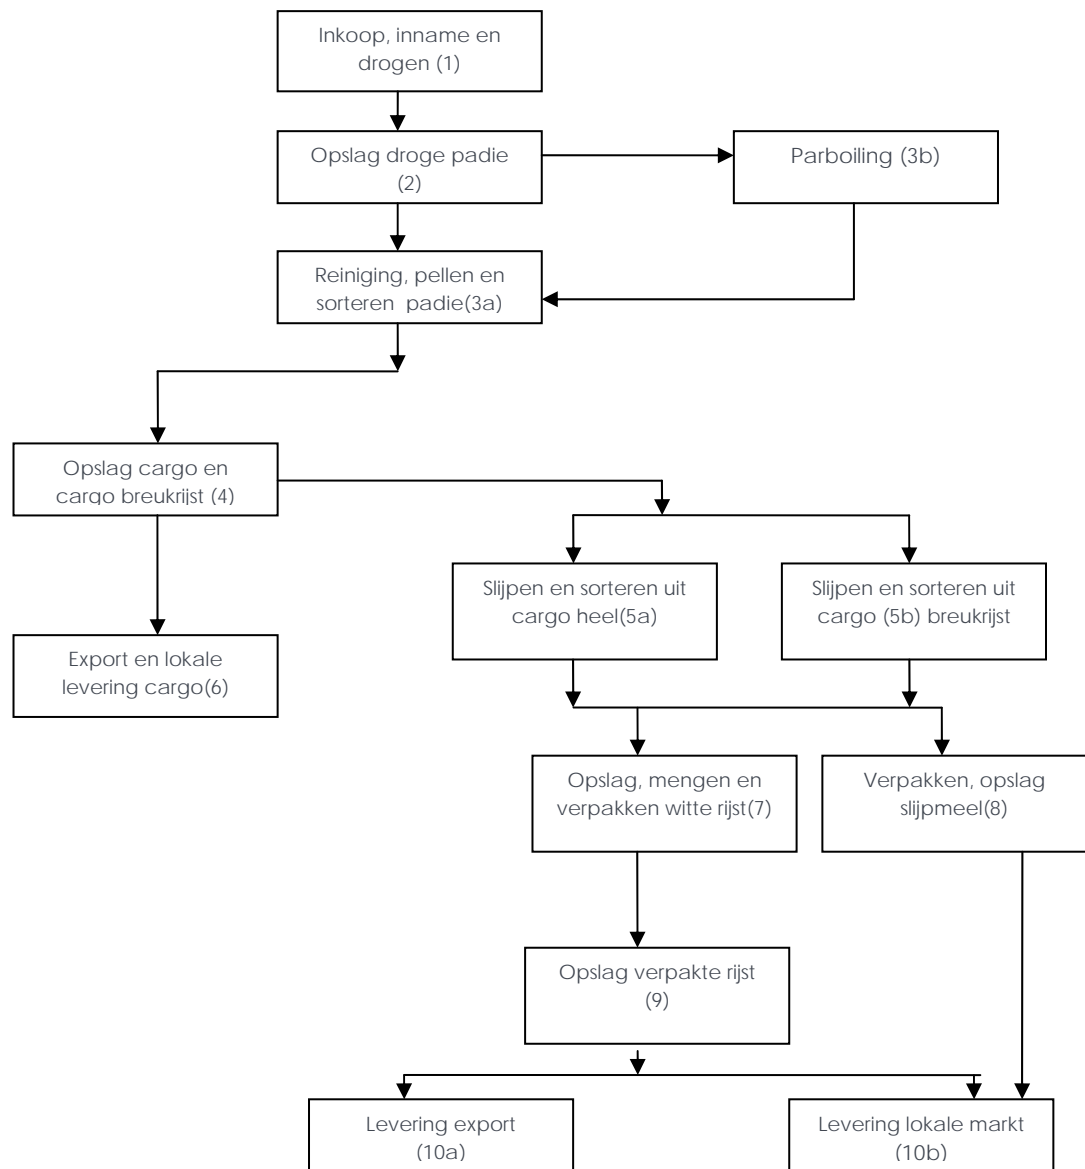 Inkoop, inname en
drogen (1)
Opslag droge padie
(2)
Parboiling (3b)
Reiniging, pellen en
sorteren padie(3a)
Opslag cargo en
cargo breukrijst (4)
Slijpen en sorteren uit
cargo heel(5a)
Slijpen en sorteren uit
cargo (5b) breukrijst
Export en lokale
levering cargo(6)
Opslag, mengen en
verpakken witte rijst(7)
Verpakken, opslag
slijpmeel(8)
Opslag verpakte rijst
(9)
Levering export
(10a)
Levering lokale markt
(10b)